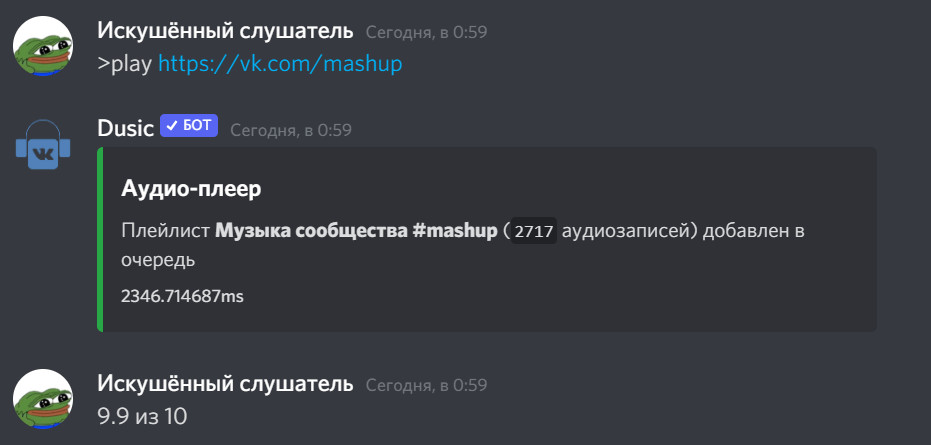 Искушённый слушатель Сегодня, в 0:59
>play https://vk.com/mashup
Dusic ✓ БОТ Сегодня, в 0:59
Аудио-плеер
Плейлист Музыка сообщества #mashup (2717 аудиозаписей) добавлен в
очередь
2346.714687ms
Искушённый слушатель Сегодня, в 0:59
9.9 из 10